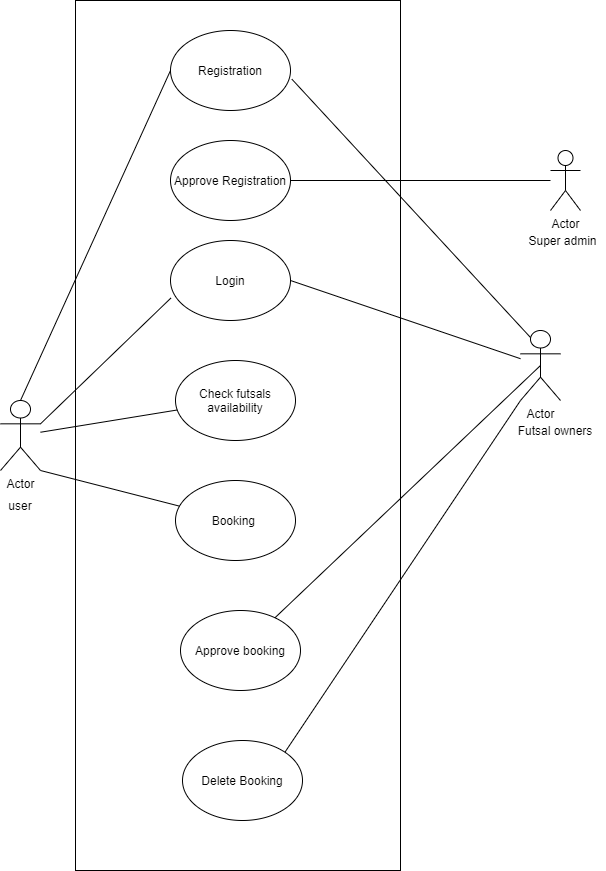 Registration
Approve Registration
Actor
Super admin
Login
Check futsals
availability
Actor
Futsal owners
Actor
user
Booking
Approve booking
Delete Booking